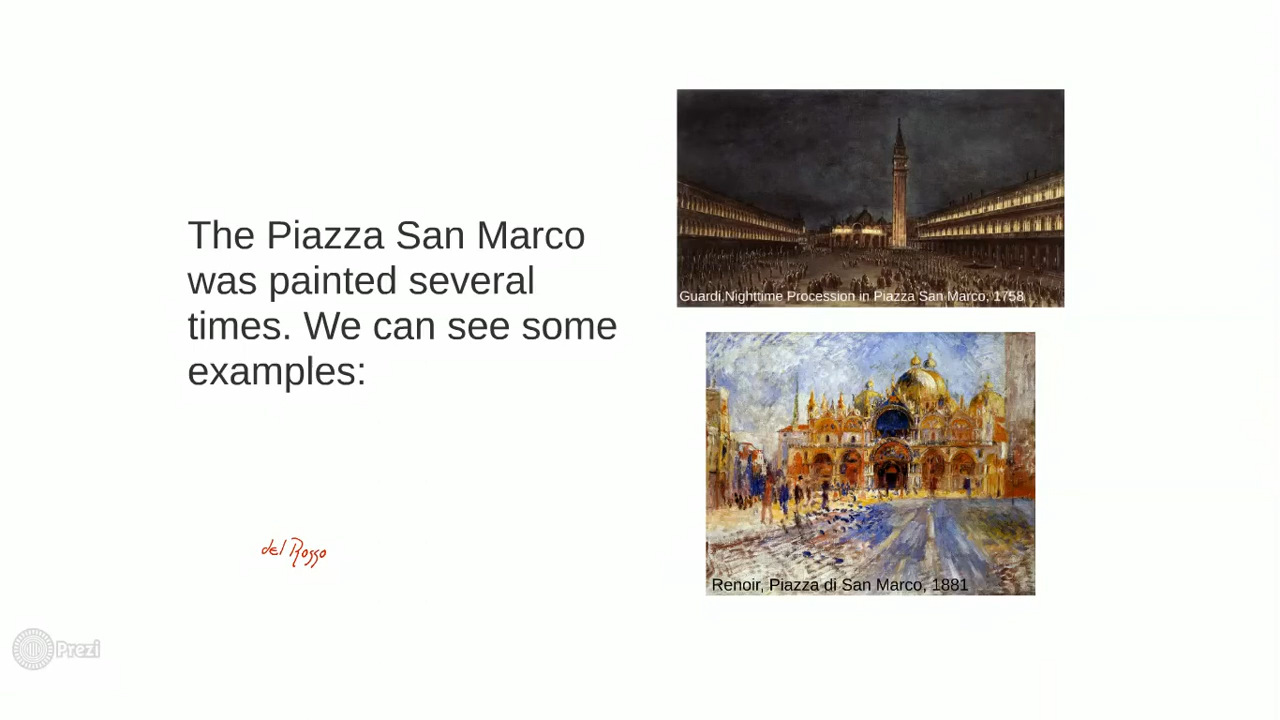 The Piazza San Marco
was painted several
times. We can see some
examples:
Guardi,Nighttime Procession in Piazza San Marco, 1758
Renoir, Piazza di San Marco, 1881
del Rosso
Prezi